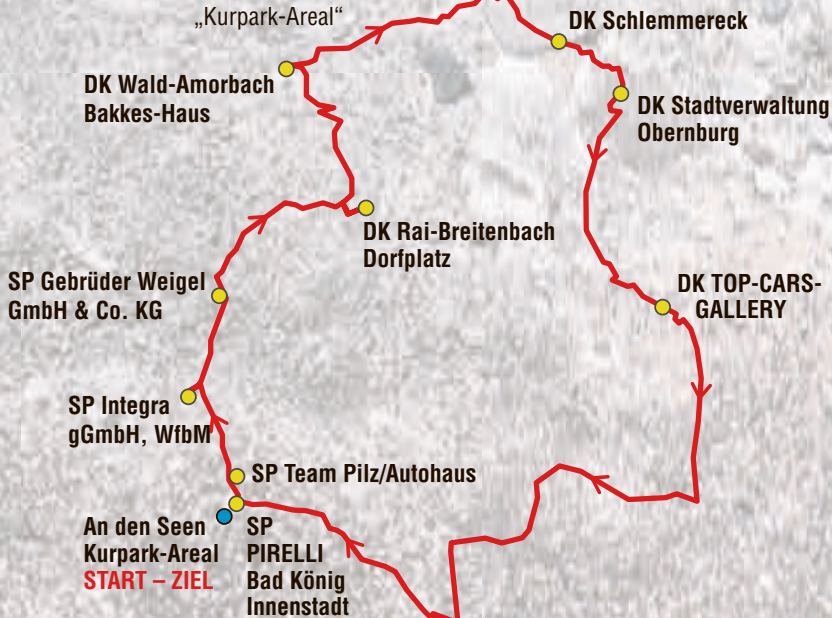 „Kurpark-Areal“
DK Schlemmereck
DK Wald-Amorbach
Bakkes-Haus
DK Stadtverwaltung
Obernburg
DK Rai-Breitenbach
Dorfplatz
SP Gebrüder Weigel
GmbH & Co. KG
DK TOP-CARS-
GALLERY
SP Integra
gGmbH, WfbM
SP Team Pilz/Autohaus
An den Seen
Kurpark-Areal
START – ZIEL
SP
PIRELLI
Bad König
Innenstadt